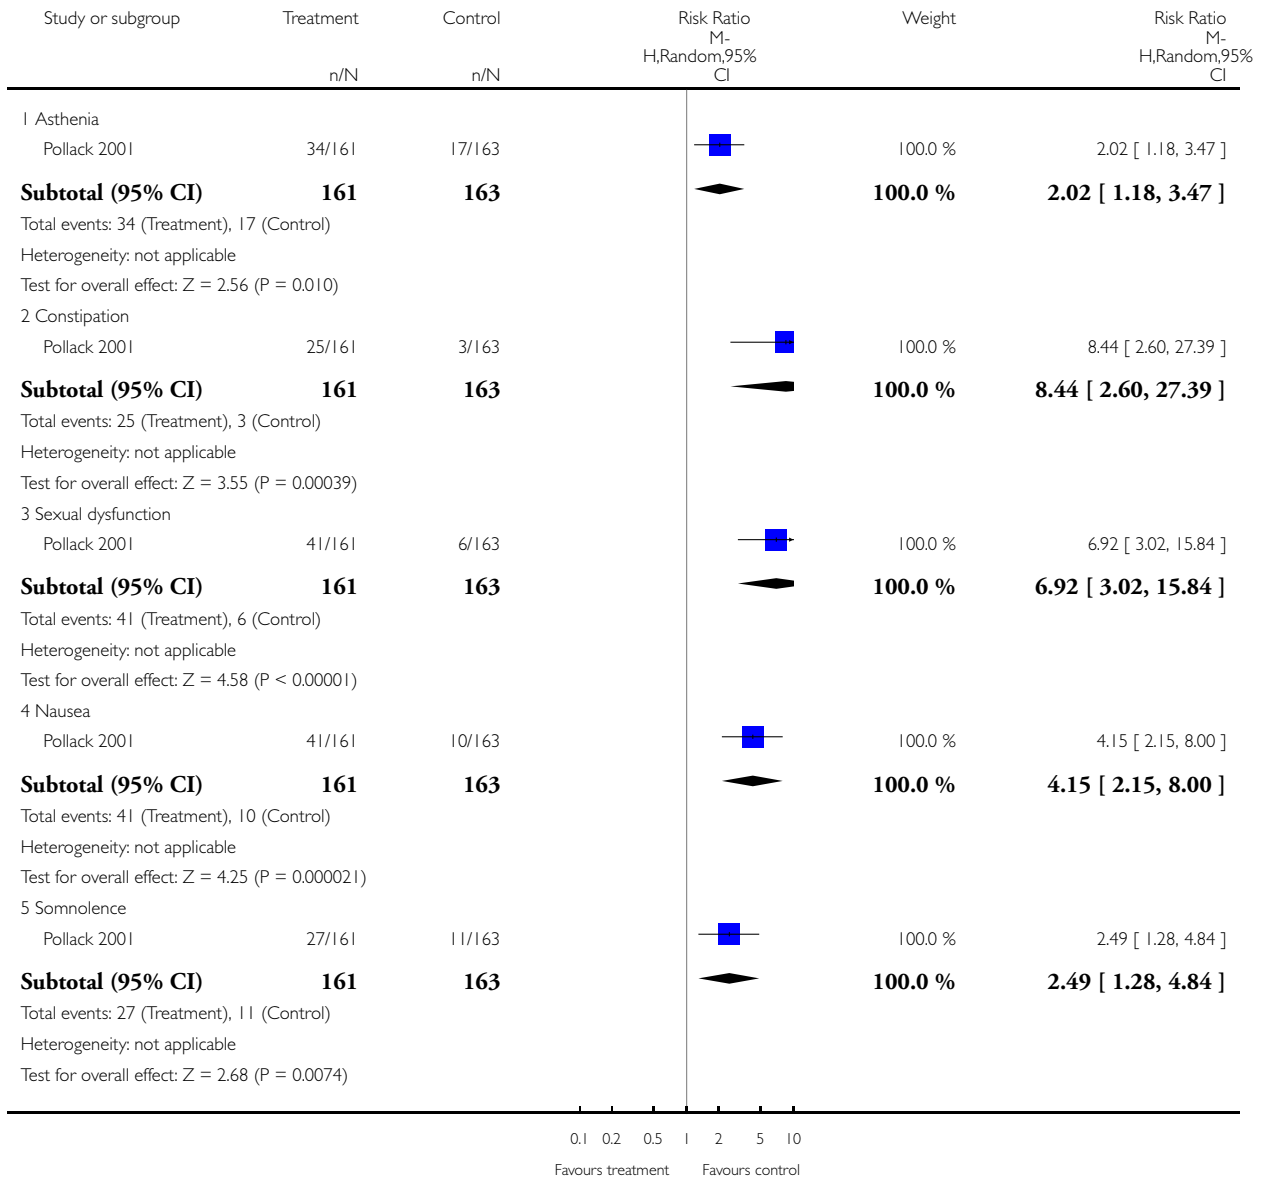 Study or subgroup Treatment Control Risk Ratio Weight Risk Ratio
M- M-
H,Random,95% H,Random,95%
n/N n/N CI CI
1 Asthenia
Pollack 2001 34/161 17/163 100.0 % 2.02 [ 1.18, 3.47 ]
Subtotal (95% CI) 161 163 100.0 % 2.02 [ 1.18, 3.47 ]
Total events: 34 (Treatment), 17 (Control)
Heterogeneity: not applicable
Test for overall effect: Z = 2.56 (P = 0.010)
2 Constipation
Pollack 2001 25/161 3/163 100.0 % 8.44 [ 2.60, 27.39 ]
Subtotal (95% CI) 161 163 100.0 % 8.44 [ 2.60, 27.39 ]
Total events: 25 (Treatment), 3 (Control)
Heterogeneity: not applicable
Test for overall effect: Z = 3.55 (P = 0.00039)
3 Sexual dysfunction
Pollack 2001 41/161 6/163 100.0 % 6.92 [ 3.02, 15.84 ]
Subtotal (95% CI) 161 163 100.0 % 6.92 [ 3.02, 15.84 ]
Total events: 41 (Treatment), 6 (Control)
Heterogeneity: not applicable
Test for overall effect: Z = 4.58 (P < 0.00001)
4 Nausea
Pollack 2001 41/161 10/163 100.0 % 4.15 [ 2.15, 8.00 ]
Subtotal (95% CI) 161 163 100.0 % 4.15 [ 2.15, 8.00 ]
Total events: 41 (Treatment), 10 (Control)
Heterogeneity: not applicable
Test for overall effect: Z = 4.25 (P = 0.000021)
5 Somnolence
Pollack 2001 27/161 11/163 100.0 % 2.49 [ 1.28, 4.84 ]
Subtotal (95% CI) 161 163 100.0 % 2.49 [ 1.28, 4.84 ]
Total events: 27 (Treatment), 11 (Control)
Heterogeneity: not applicable
Test for overall effect: Z = 2.68 (P = 0.0074)
0.1 0.2 0.5 1 2 5 10
Favours treatment Favours control